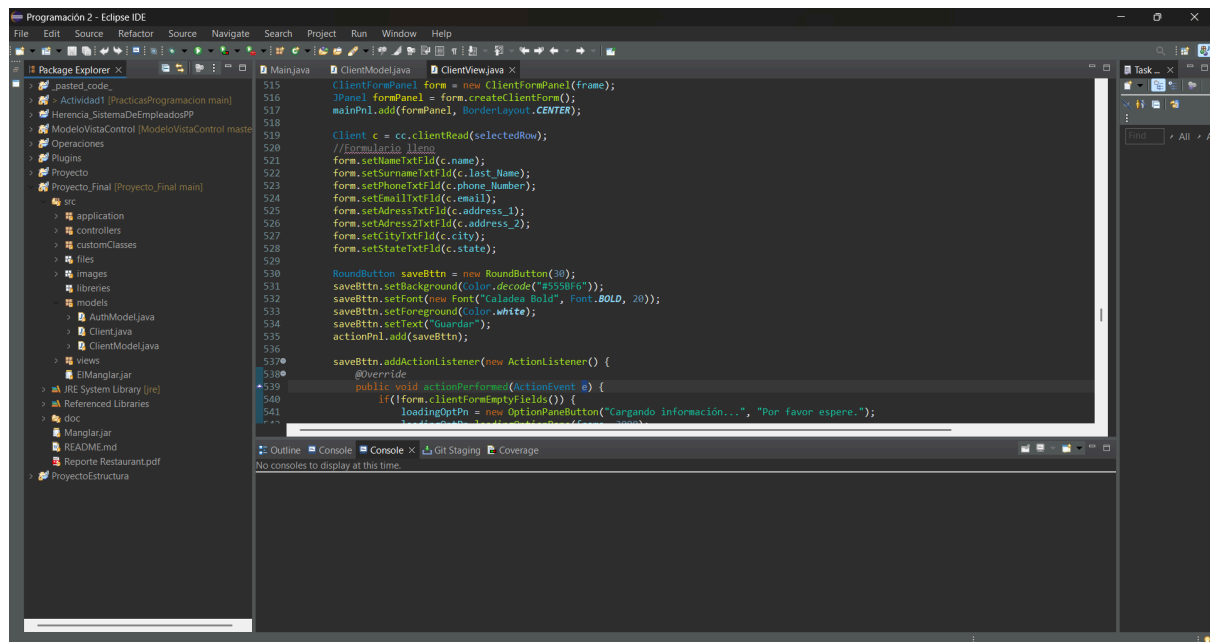 Programación 2 - Eclipse IDE
File Edit Source Refactor Source Navigate Search Project Run Window Help
Package Explorer
_pasted_code_
> Actividad1 [PracticasProgramacion main]
Herencia_SistemaDeEmpleadosPP
ModeloVistaControl [ModeloVistaControl maste
Operaciones
Plugins
Proyecto
Proyecto_Final [Proyecto_Final main]
src
application
controllers
customClasses
files
images
libreries
models
AuthModel.java
Client.java
ClientModel.java
views
ElManglar.jar
JRE System Library [jre]
Referenced Libraries
doc
Manglar.jar
README.md
Reporte Restaurant.pdf
ProyectoEstructura
Main.java ClientModel.java ClientView.java
515 ClientFormPanel form = new ClientFormPanel(frame);
516 JPanel formPanel = form.createClientForm();
517 mainPnl.add(formPanel, BorderLayout.CENTER);
518
519 Client c = cc.clientRead(selectedRow);
520 //Formulario lleno
521 form.setNameTxtFld(c.name);
522 form.setSurnameTxtFld(c.last_Name);
523 form.setPhoneTxtFld(c.phone_Number);
524 form.setEmailTxtFld(c.email);
525 form.setAdressTxtFld(c.address_1);
526 form.setAdress2TxtFld(c.address_2);
527 form.setCityTxtFld(c.city);
528 form.setStateTxtFld(c.state);
529
530 RoundButton saveBttn = new RoundButton(30);
531 saveBttn.setBackground(Color.decode("#555BF6"));
532 saveBttn.setFont(new Font("Caladea Bold", Font.BOLD, 20));
533 saveBttn.setForeground(Color.white);
534 saveBttn.setText("Guardar");
535 actionPnl.add(saveBttn);
536
537 saveBttn.addActionListener(new ActionListener() {
538 @Override
539 public void actionPerformed(ActionEvent e) {
540 if(!form.clientFormEmptyFields()) {
541 loadingOptPn = new OptionPaneButton("Cargando información...", "Por favor espere.");
Outline Console Console Git Staging Coverage
No consoles to display at this time.
Task
Find All